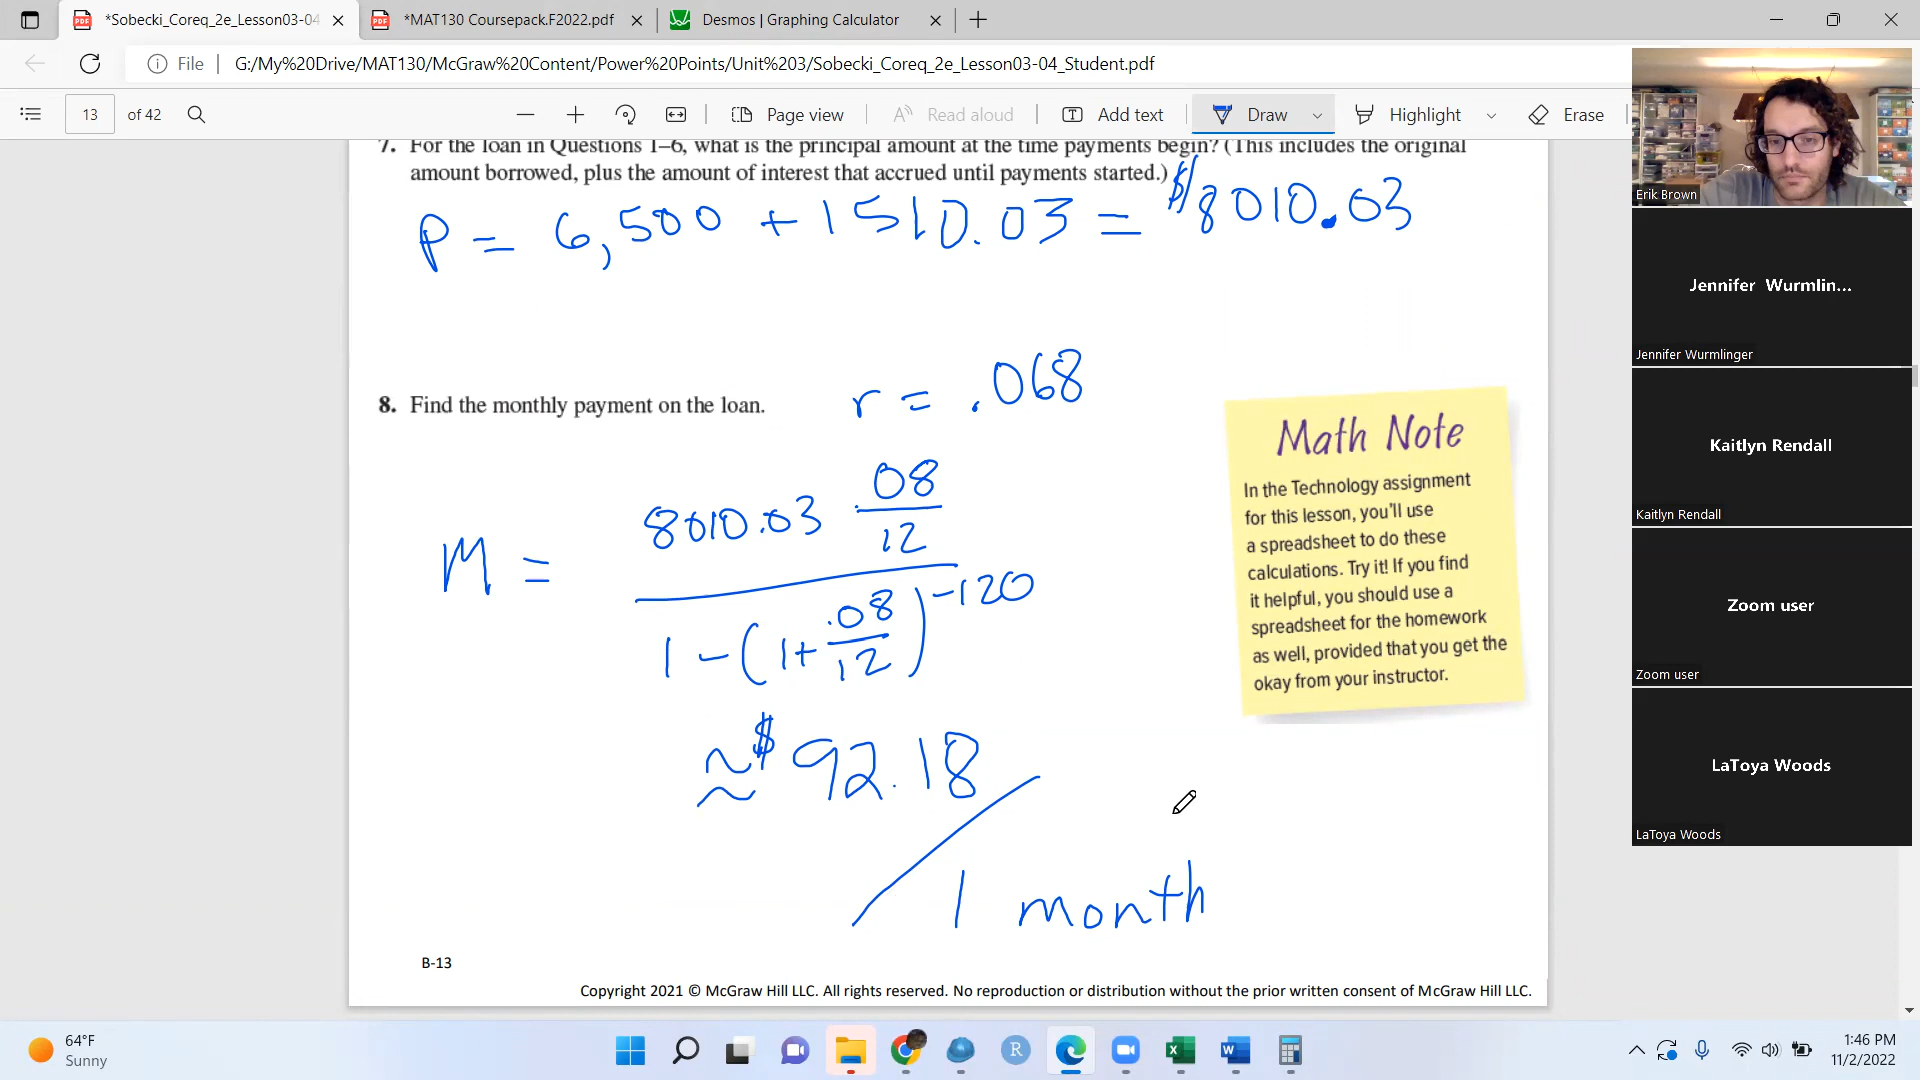 *Sobecki_Coreq_2e_Lesson03-04
*MAT130 Coursepack.F2022.pdf
Desmos | Graphing Calculator
File
G:/My%20Drive/MAT130/McGraw%20Content/Power%20Points/Unit%203/Sobecki_Coreq_2e_Lesson03-04_Student.pdf
13 of 42
Page view
Read aloud
Add text
Draw
Highlight
Erase
7. For the loan in Questions 1–6, what is the principal amount at the time payments begin? (This includes the original
amount borrowed, plus the amount of interest that accrued until payments started.)
P = 6,500 + 1510.03 = $8010.03
8. Find the monthly payment on the loan.
r = .068
M = 8010.03 .08/12
1 - (1 + .08/12)^-120
≈ $92.18
/ 1 month
Math Note
In the Technology assignment
for this lesson, you'll use
a spreadsheet to do these
calculations. Try it! If you find
it helpful, you should use a
spreadsheet for the homework
as well, provided that you get the
okay from your instructor.
B-13
Copyright 2021 © McGraw Hill LLC. All rights reserved. No reproduction or distribution without the prior written consent of McGraw Hill LLC.
Erik Brown
Jennifer Wurmlin...
Jennifer Wurmlinger
Kaitlyn Rendall
Kaitlyn Rendall
Zoom user
Zoom user
LaToya Woods
LaToya Woods
64°F
Sunny
1:46 PM
11/2/2022